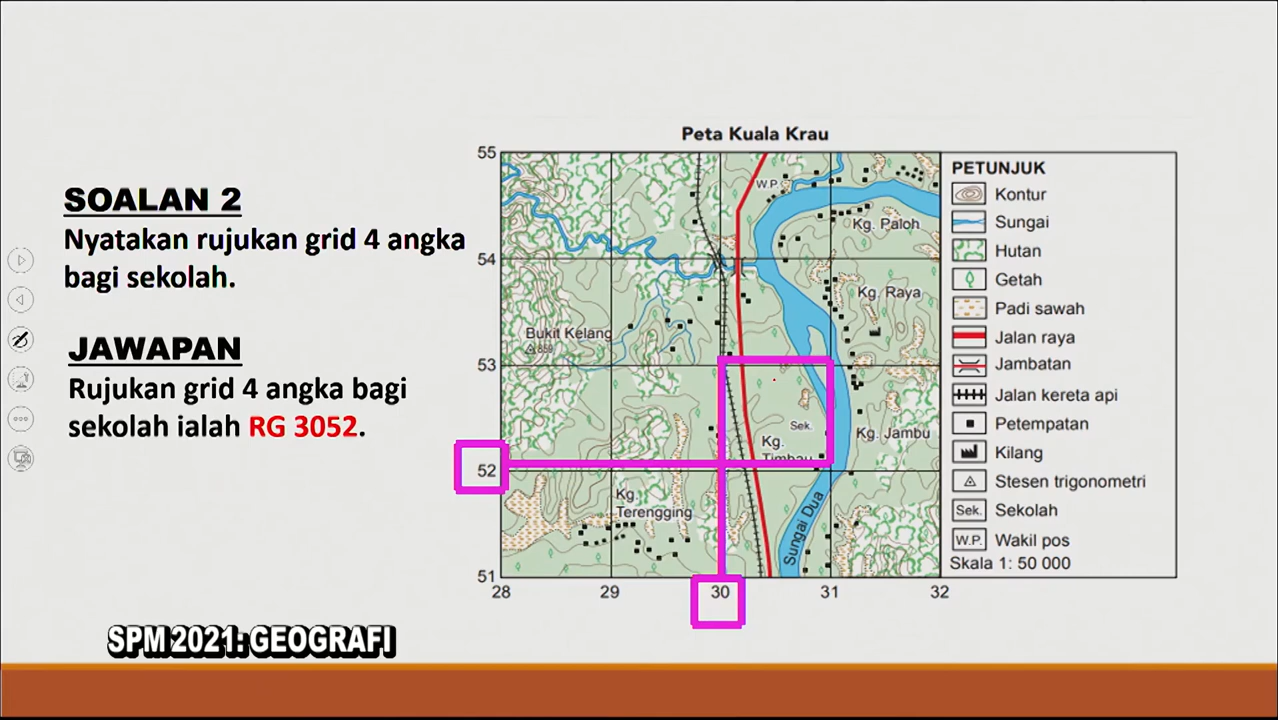 SOALAN 2
Nyatakan rujukan grid 4 angka
bagi sekolah.
JAWAPAN
Rujukan grid 4 angka bagi
sekolah ialah RG 3052.
SPM 2021: GEOGRAFI
Peta Kuala Krau
55
54
53
52
51
28
29
30
31
32
W.P.
Kg. Paloh
Kg. Raya
Bukit Kelang
859
Sek.
Kg.
Timbau
Kg. Jambu
Kg.
Terengging
Sungai Dua
PETUNJUK
Kontur
Sungai
Hutan
Getah
Padi sawah
Jalan raya
Jambatan
Jalan kereta api
Petempatan
Kilang
Stesen trigonometri
Sek. Sekolah
W.P. Wakil pos
Skala 1: 50 000